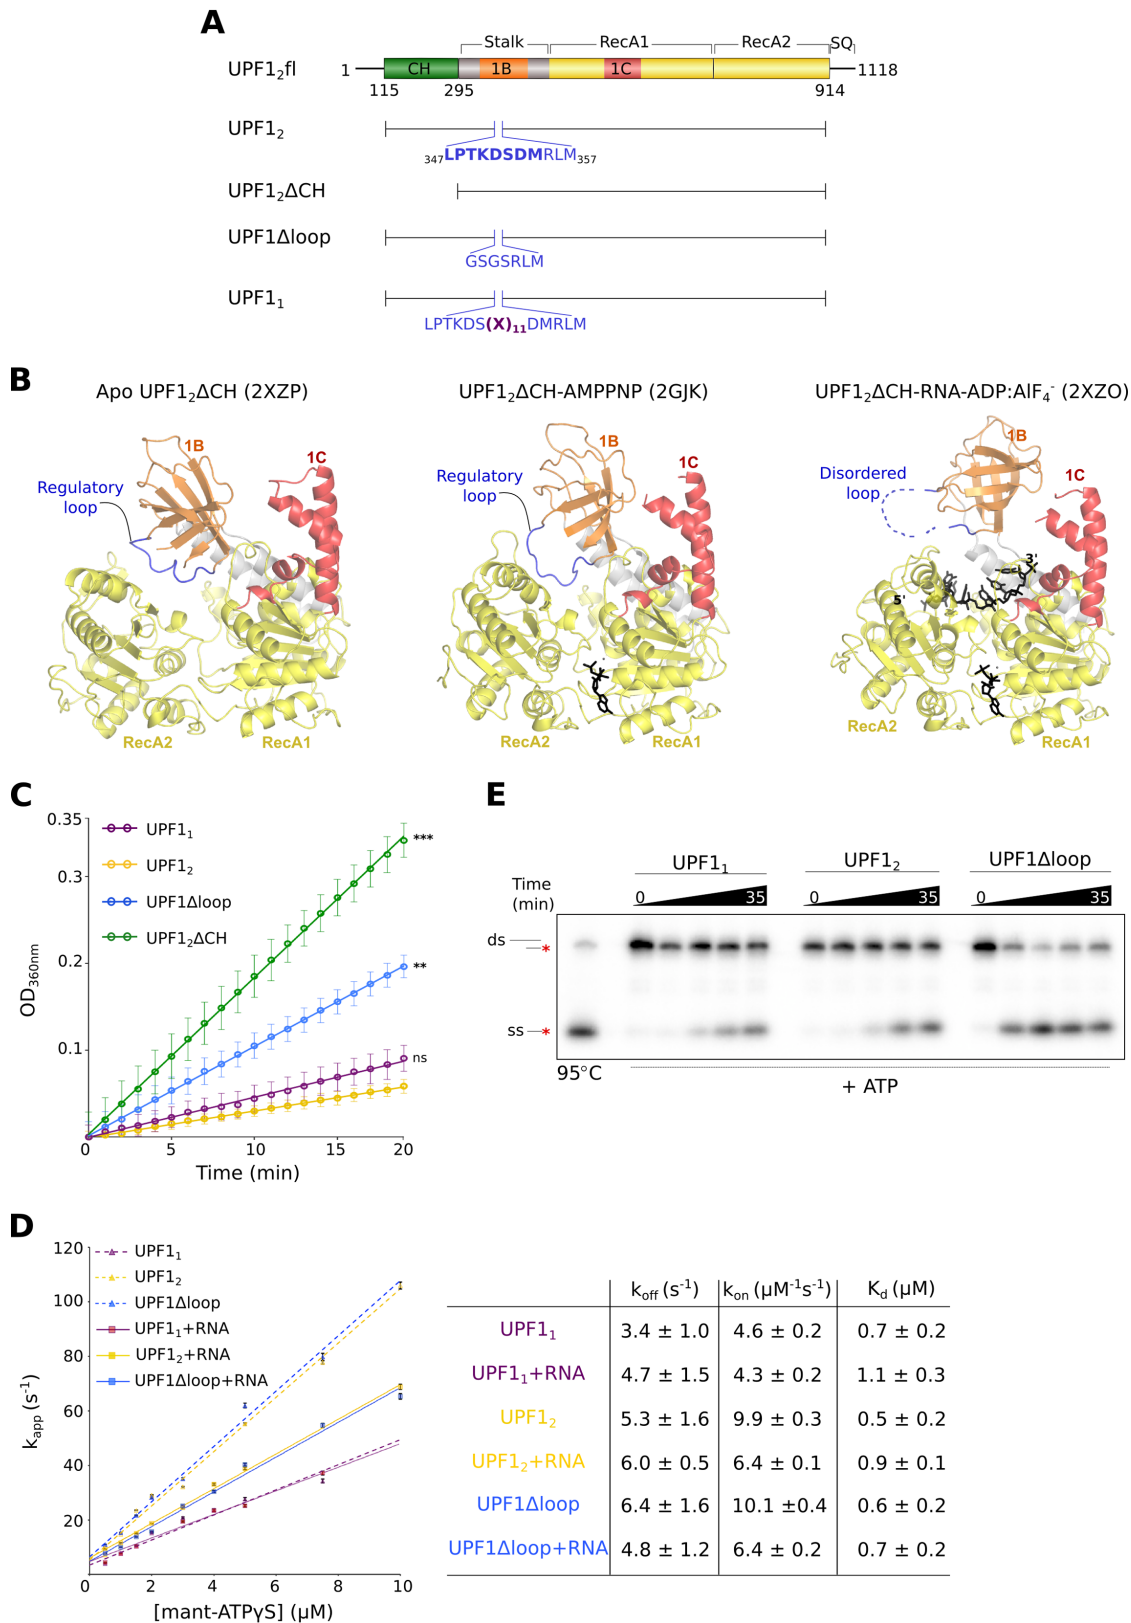 A
Stalk RecA1 RecA2 SQ
UPF1₂fl 1 CH 1B 1C 1118
115 295 914
UPF1₂
₃₄₇LPTKDSDMRLM₃₅₇
UPF1₂ΔCH
UPF1Δloop
GSGSRLM
UPF1₁
LPTKDS(X)₁₁DMRLM
B
Apo UPF1₂ΔCH (2XZP)
1B
1C
Regulatory
loop
RecA2 RecA1
UPF1₂ΔCH-AMPPNP (2GJK)
1B
Regulatory
loop
RecA2 RecA1
UPF1₂ΔCH-RNA-ADP:AlF₄⁻ (2XZO)
1B
1C
Disordered
loop
3'
5'
RecA2
RecA1
C
0.35
0.3
0.2
0.1
OD₃₆₀ₙₘ
UPF1₁
UPF1₂
UPF1Δloop
UPF1₂ΔCH
***
**
ns
0 5 10 15 20
Time (min)
E
UPF1₁ UPF1₂ UPF1Δloop
Time
(min)
0 35 0 35 0 35
ds *
ss *
95°C
+ ATP
D
120
100
80
60
40
20
kapp (s⁻¹)
UPF1₁
UPF1₂
UPF1Δloop
UPF1₁+RNA
UPF1₂+RNA
UPF1Δloop+RNA
0 2 4 6 8 10
[mant-ATPγS] (μM)
koff (s⁻¹) kon (μM⁻¹s⁻¹) Kd (μM)
UPF1₁ 3.4 ± 1.0 4.6 ± 0.2 0.7 ± 0.2
UPF1₁+RNA 4.7 ± 1.5 4.3 ± 0.2 1.1 ± 0.3
UPF1₂ 5.3 ± 1.6 9.9 ± 0.3 0.5 ± 0.2
UPF1₂+RNA 6.0 ± 0.5 6.4 ± 0.1 0.9 ± 0.1
UPF1Δloop 6.4 ± 1.6 10.1 ±0.4 0.6 ± 0.2
UPF1Δloop+RNA 4.8 ± 1.2 6.4 ± 0.2 0.7 ± 0.2